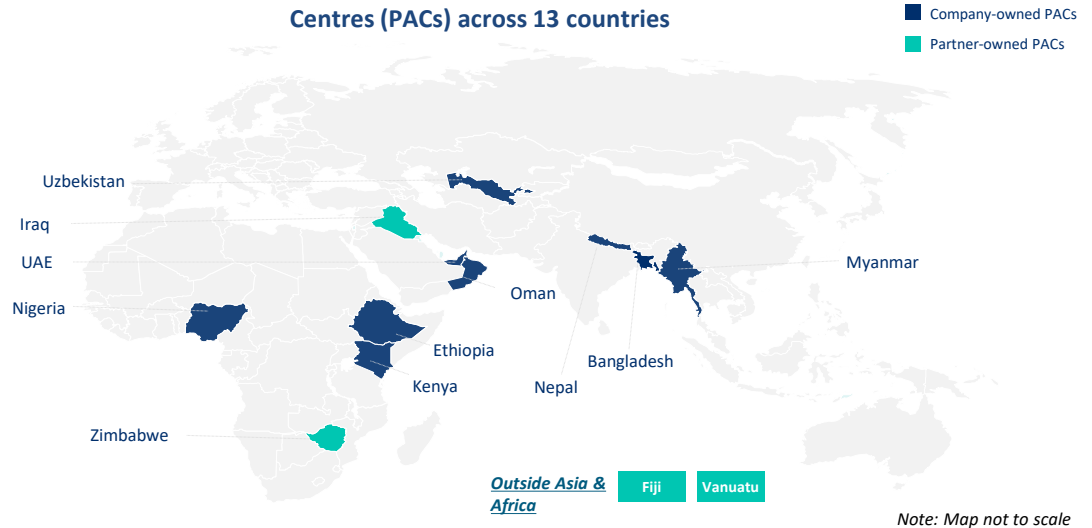 Centres (PACs) across 13 countries
Company-owned PACs
Partner-owned PACs
Uzbekistan
Iraq
UAE
Nigeria
Oman
Myanmar
Ethiopia
Bangladesh
Kenya
Nepal
Zimbabwe
Outside Asia &
Africa
Fiji
Vanuatu
Note: Map not to scale